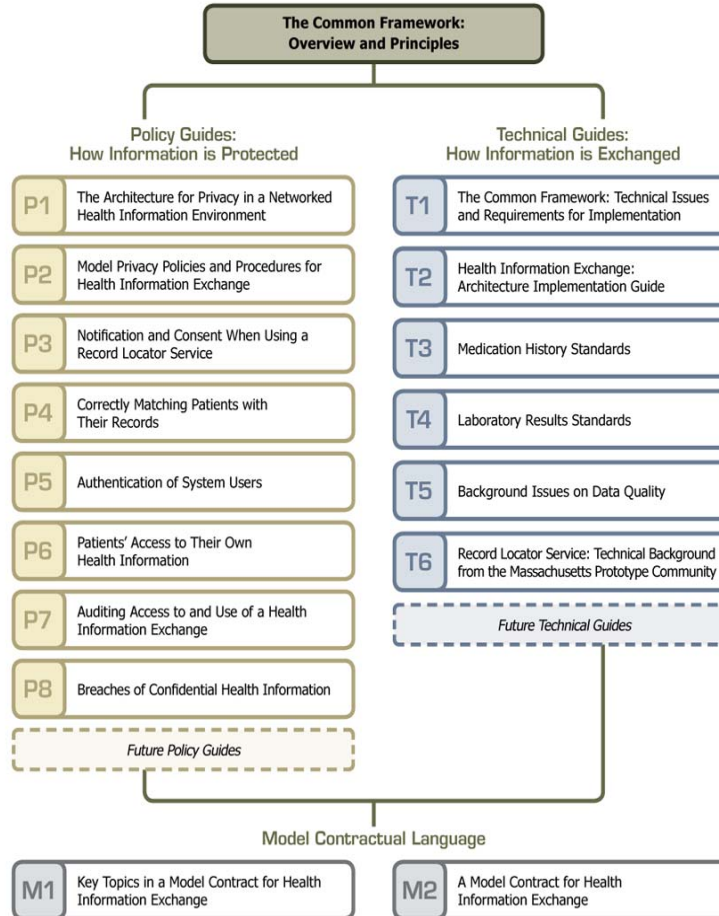 The Common Framework:
Overview and Principles
Policy Guides:
How Information is Protected
P1
The Architecture for Privacy in a Networked
Health Information Environment
P2
Model Privacy Policies and Procedures for
Health Information Exchange
P3
Notification and Consent When Using a
Record Locator Service
P4
Correctly Matching Patients with
Their Records
P5
Authentication of System Users
P6
Patients' Access to Their Own
Health Information
P7
Auditing Access to and Use of a Health
Information Exchange
P8
Breaches of Confidential Health Information
Future Policy Guides
Technical Guides:
How Information is Exchanged
T1
The Common Framework: Technical Issues
and Requirements for Implementation
T2
Health Information Exchange:
Architecture Implementation Guide
T3
Medication History Standards
T4
Laboratory Results Standards
T5
Background Issues on Data Quality
T6
Record Locator Service: Technical Background
from the Massachusetts Prototype Community
Future Technical Guides
Model Contractual Language
M1
Key Topics in a Model Contract for Health
Information Exchange
M2
A Model Contract for Health
Information Exchange